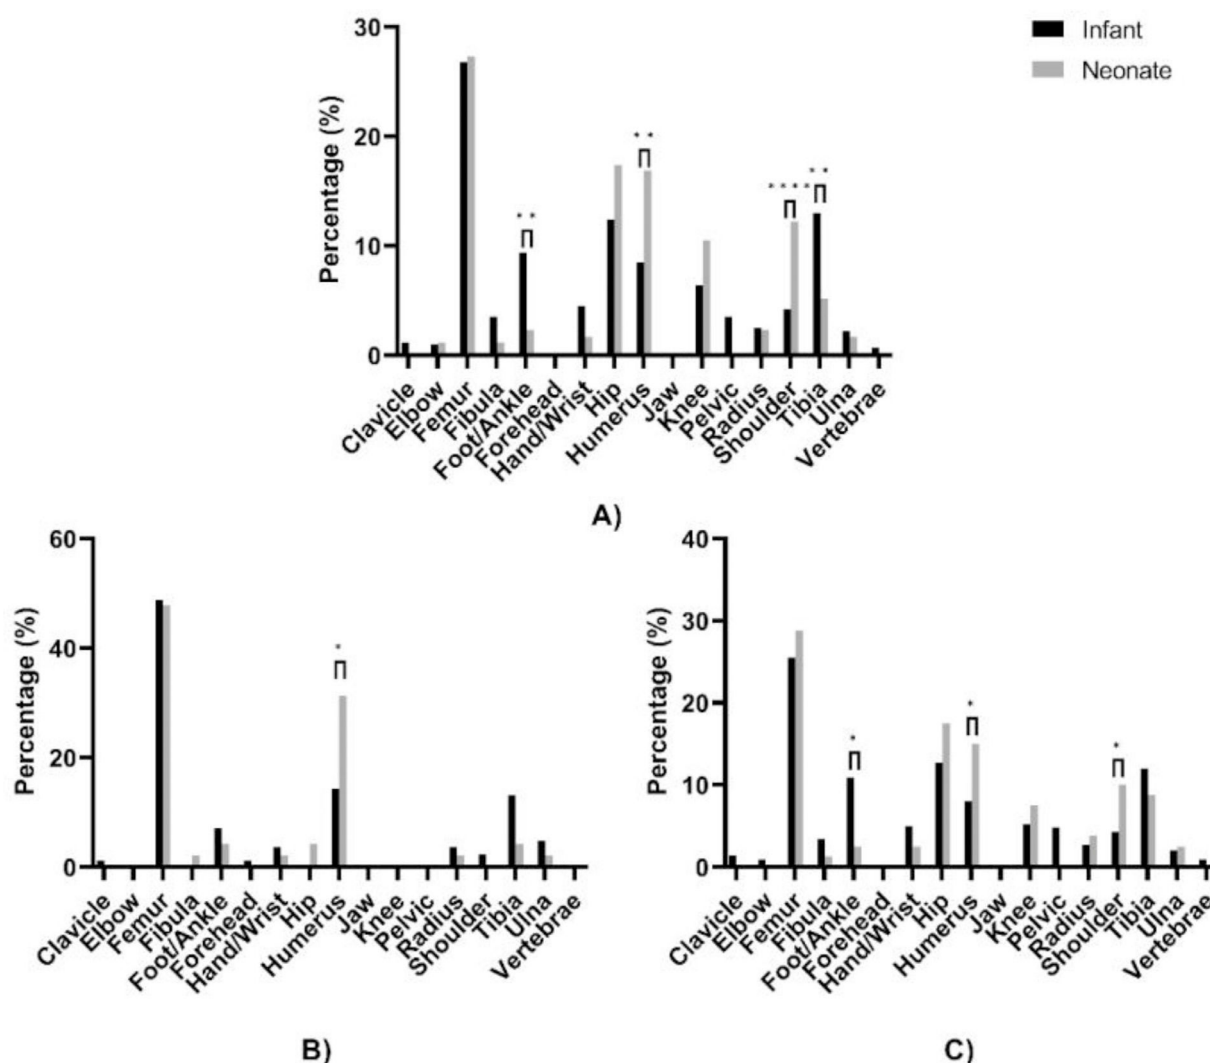 Infant
Neonate
Percentage (%)
30
20
10
0
* *
* *
* * * *
* *
Clavicle
Elbow
Femur
Fibula
Foot/Ankle
Forehead
Hand/Wrist
Hip
Humerus
Jaw
Knee
Pelvic
Radius
Shoulder
Tibia
Ulna
Vertebrae
A)
Percentage (%)
60
40
20
0
*
Clavicle
Elbow
Femur
Fibula
Foot/Ankle
Forehead
Hand/Wrist
Hip
Humerus
Jaw
Knee
Pelvic
Radius
Shoulder
Tibia
Ulna
Vertebrae
B)
Percentage (%)
40
30
20
10
0
*
*
*
Clavicle
Elbow
Femur
Fibula
Foot/Ankle
Forehead
Hand/Wrist
Hip
Humerus
Jaw
Knee
Pelvic
Radius
Shoulder
Tibia
Ulna
Vertebrae
C)